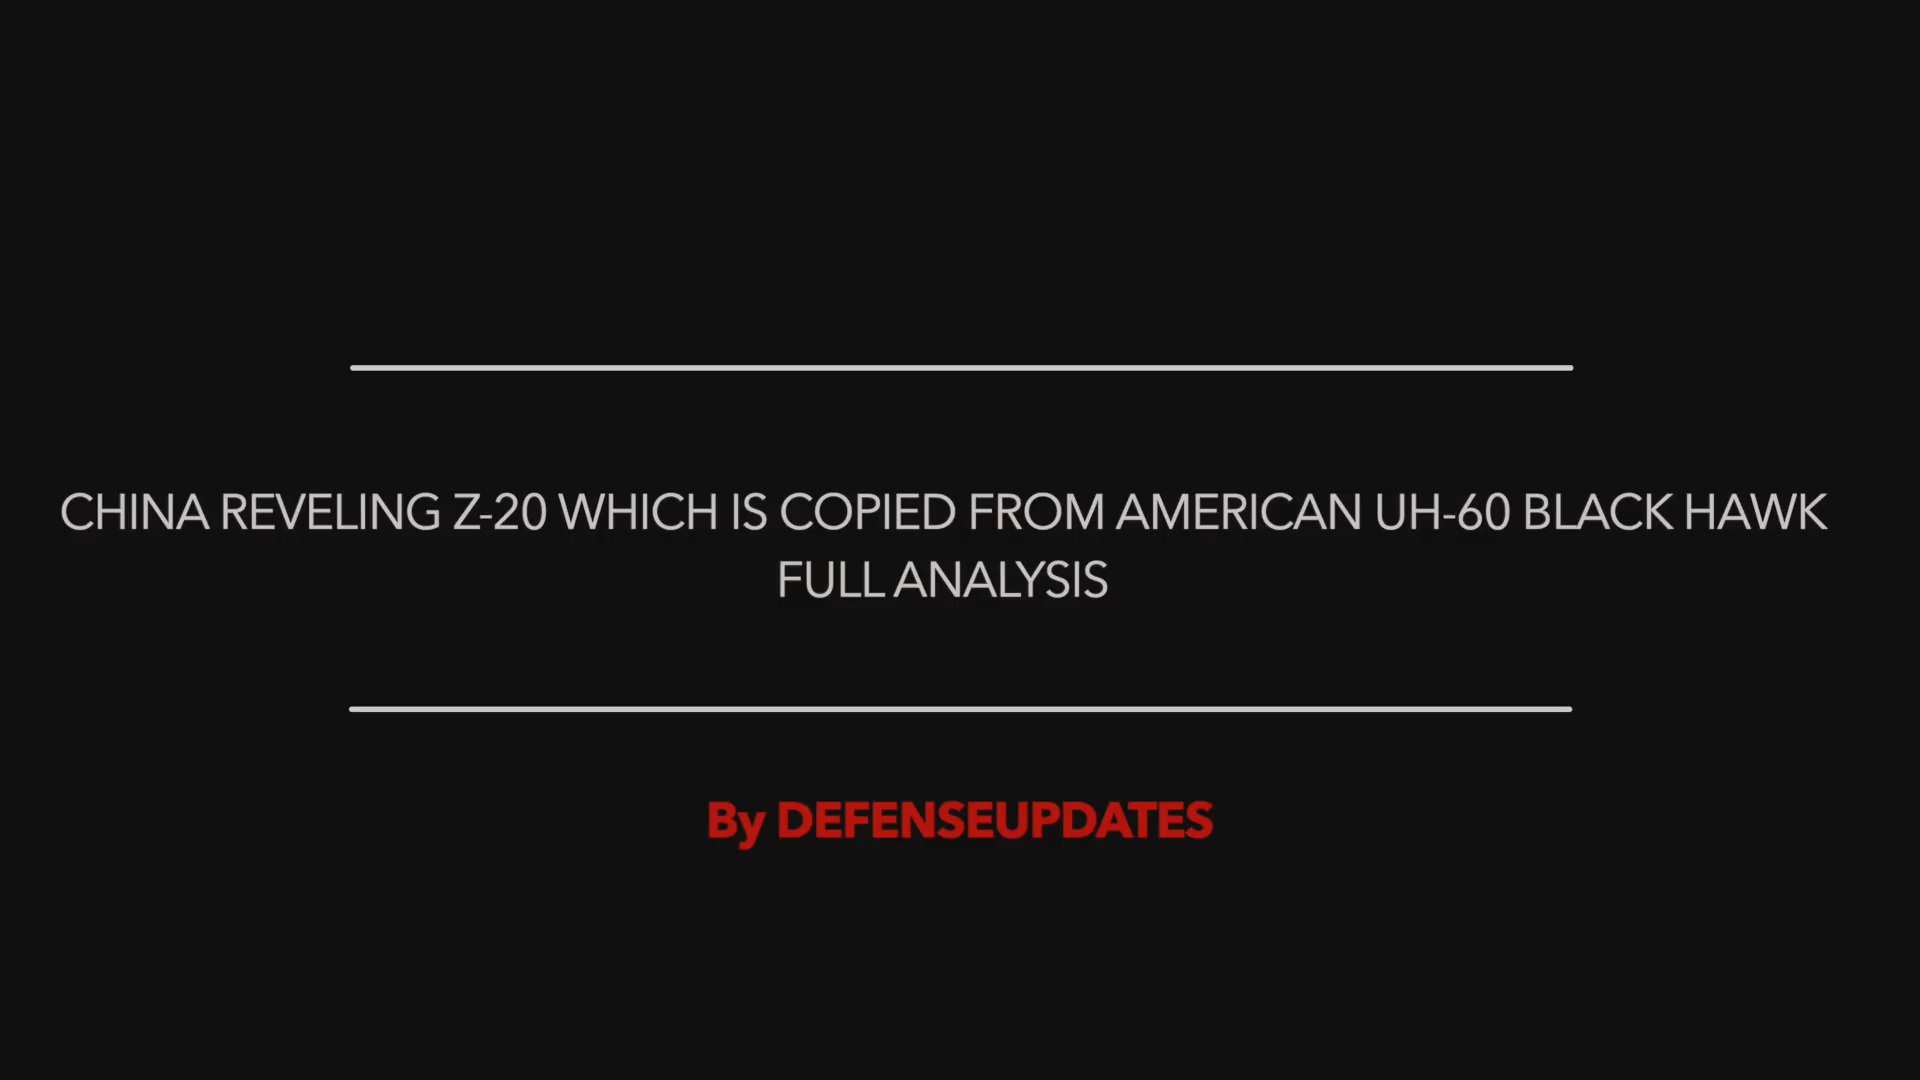 CHINA REVELING Z-20 WHICH IS COPIED FROM AMERICAN UH-60 BLACK HAWK
FULL ANALYSIS
By DEFENSEUPDATES